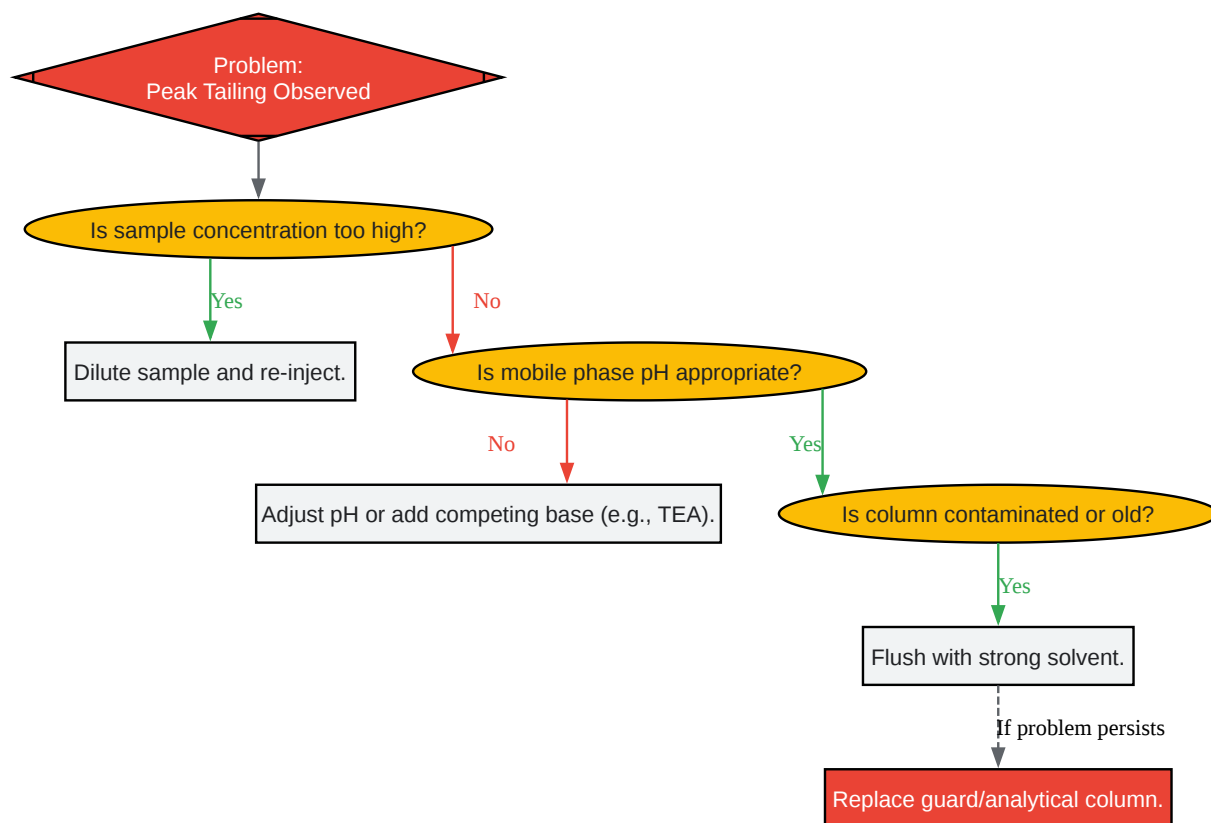 Problem:
Peak Tailing Observed
Is sample concentration too high?
Yes
No
Dilute sample and re-inject.
Is mobile phase pH appropriate?
No
Yes
Adjust pH or add competing base (e.g., TEA).
Is column contaminated or old?
Yes
Flush with strong solvent.
If problem persists
Replace guard/analytical column.